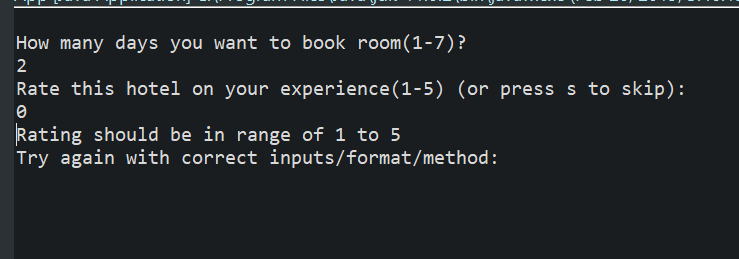 How many days you want to book room(1-7)?
2
Rate this hotel on your experience(1-5) (or press s to skip):
0
Rating should be in range of 1 to 5
Try again with correct inputs/format/method: